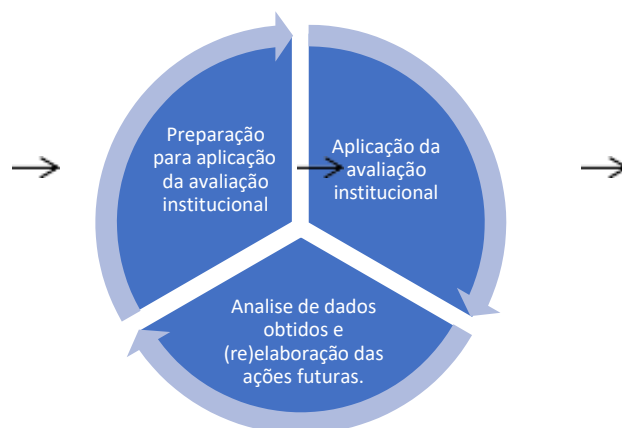 Preparação
para aplicação
da avaliação
institucional
Aplicação da
avaliação
institucional
Analise de dados
obtidos e
(re)elaboração das
ações futuras.